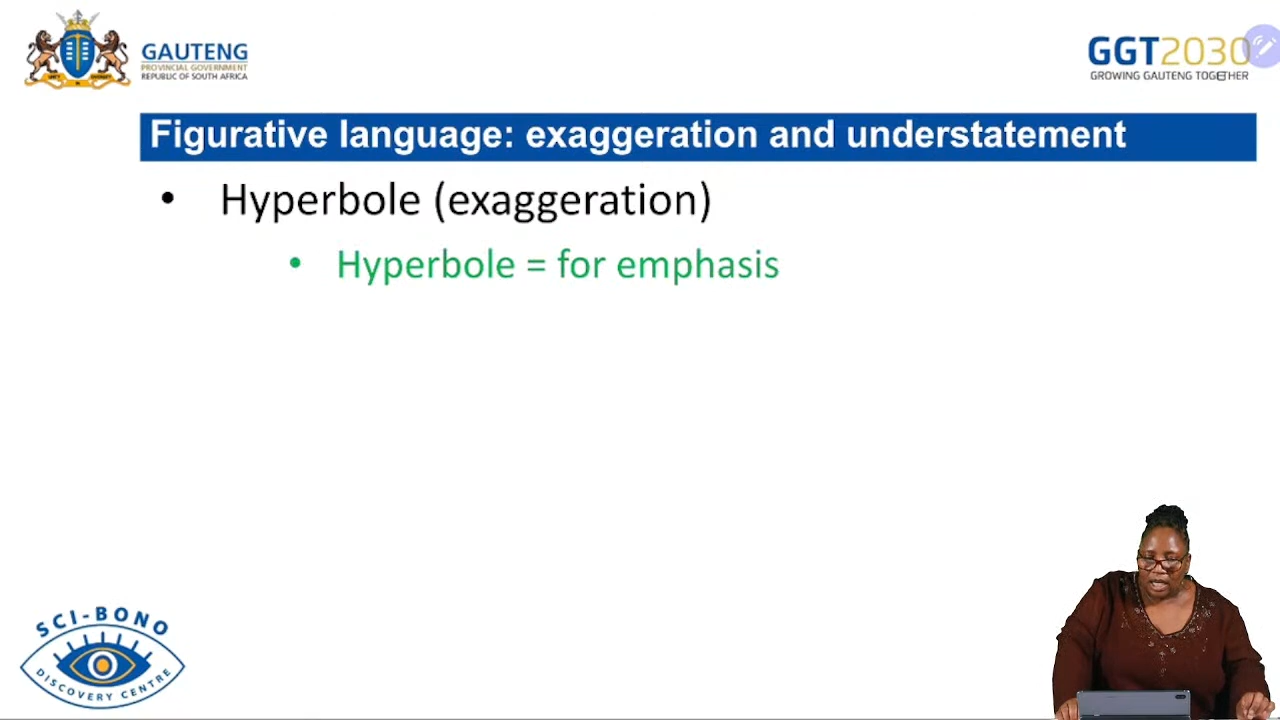 GAUTENG
PROVINCIAL GOVERNMENT
REPUBLIC OF SOUTH AFRICA
GGT2030
GROWING GAUTENG TOGETHER
Figurative language: exaggeration and understatement
• Hyperbole (exaggeration)
• Hyperbole = for emphasis
SCI-BONO
DISCOVERY CENTRE